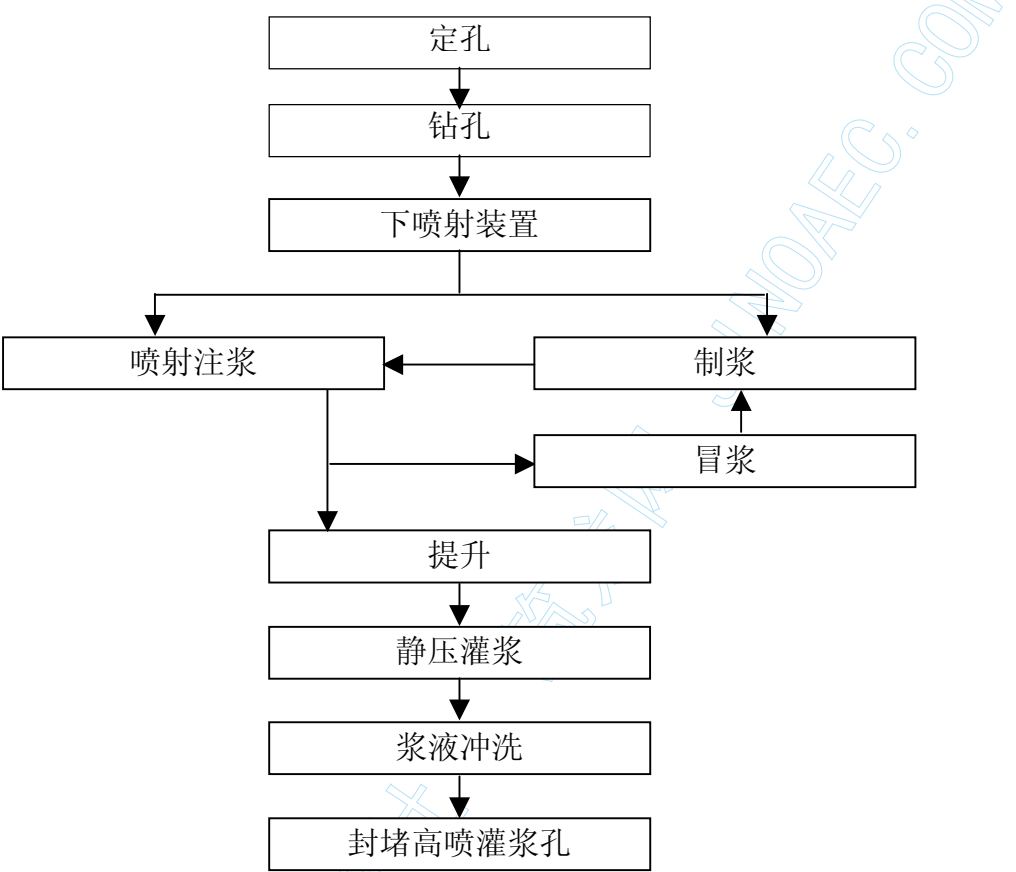 定孔
钻孔
下喷射装置
喷射注浆
制浆
冒浆
提升
静压灌浆
浆液冲洗
封堵高喷灌浆孔